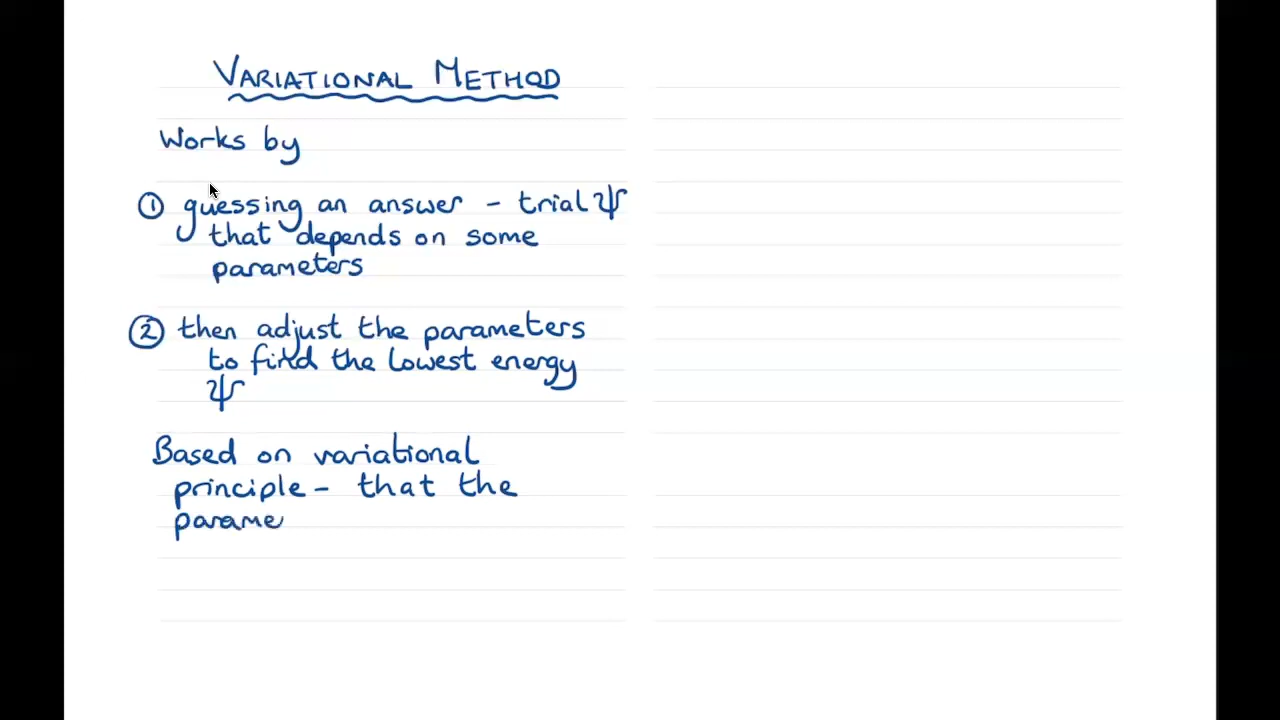 VARIATIONAL METHOD
Works by
① guessing an answer - trial Ψ
that depends on some
parameters
② then adjust the parameters
to find the lowest energy
Ψ
Based on variational
principle - that the
parame